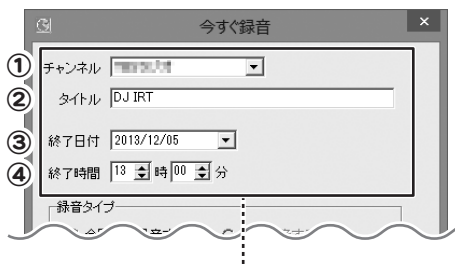 今すぐ録音
① チャンネル
② タイトル DJ IRT
③ 終了日付 2013/12/05
④ 終了時間 13 時 00 分
録音タイプ